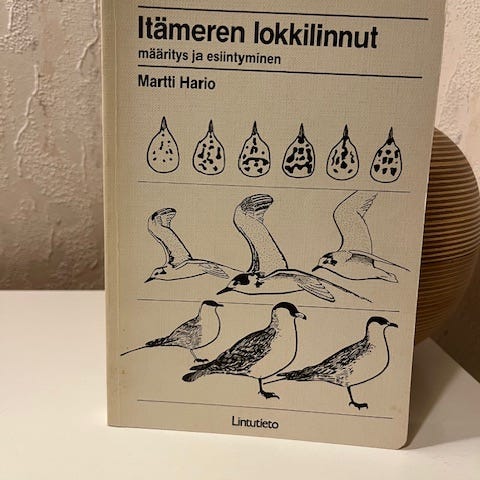 Itämeren lokkilinnut
määritys ja esiintyminen
Martti Hario
Lintutieto